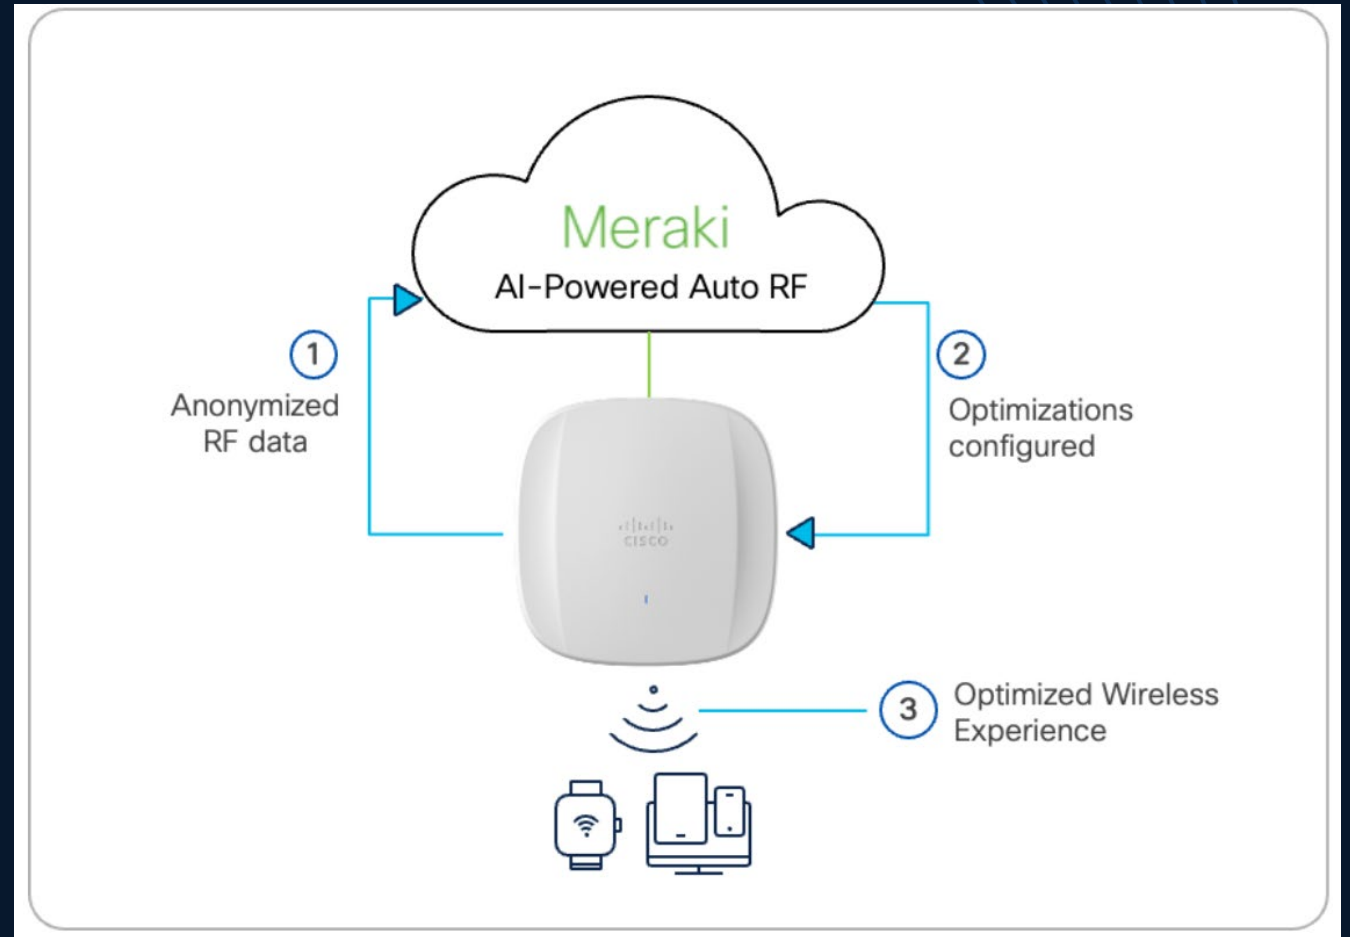 Meraki
AI-Powered Auto RF
1
Anonymized
RF data
2
Optimizations
configured
CISCO
3
Optimized Wireless
Experience